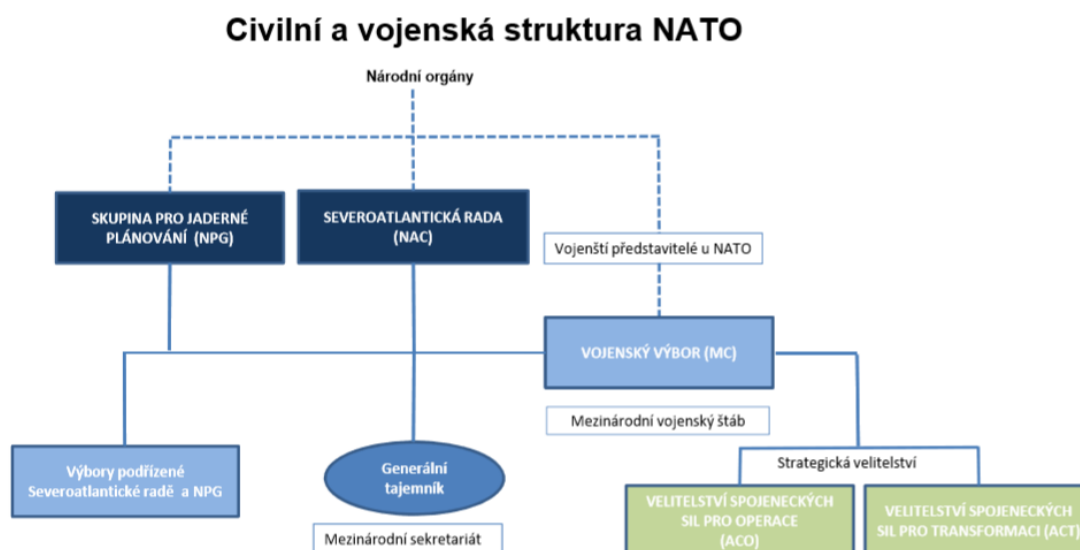 Civilní a vojenská struktura NATO
Národní orgány
SKUPINA PRO JADERNÉ
PLÁNOVÁNÍ (NPG)
SEVEROATLANTICKÁ RADA
(NAC)
Vojenští představitelé u NATO
VOJENSKÝ VÝBOR (MC)
Mezinárodní vojenský štáb
Výbory podřízené
Severoatlantické radě a NPG
Generální
tajemník
Mezinárodní sekretariát
Strategická velitelství
VELITELSTVÍ SPOJENECKÝCH
SIL PRO OPERACE
(ACO)
VELITELSTVÍ SPOJENECKÝCH
SIL PRO TRANSFORMACI (ACT)